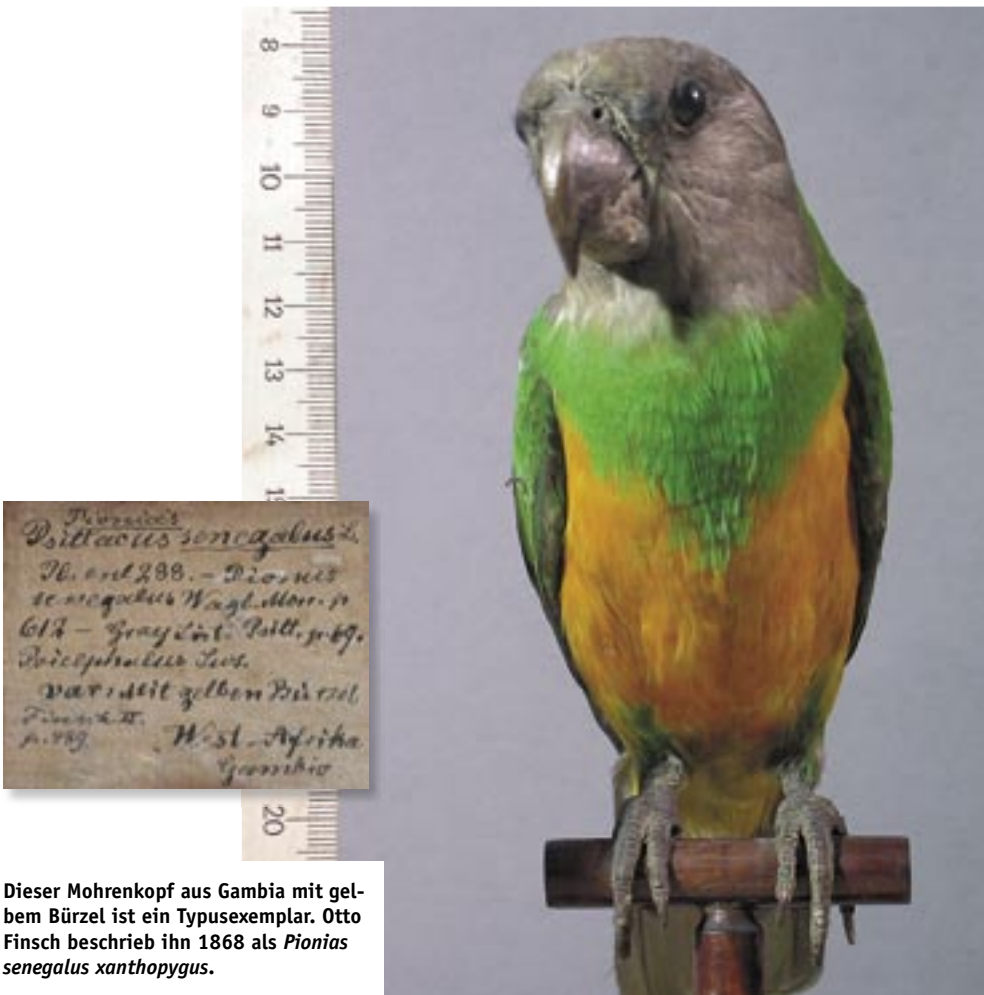 8
9
10
11
12
13
14
15
20
Pionias
Psittacus senegalus L.
Pl. enl 288. – Pionus
senegalus Wagl. Mon. p
617 – Gray List. Psitt. p. 69.
Poicephalus Sws.
var: Mit gelben Bürzel
Finsch II.
p. 489
West-Afrika
Gambia
Dieser Mohrenkopf aus Gambia mit gel-
bem Bürzel ist ein Typusexemplar. Otto
Finsch beschrieb ihn 1868 als Pionias
senegalus xanthopygus.